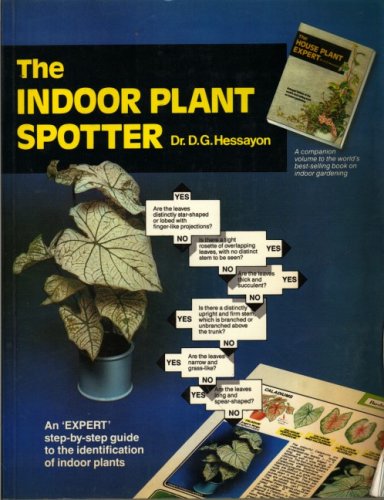 The
INDOOR PLANT
SPOTTER Dr. D.G. Hessayon
The
HOUSE PLANT
EXPERT
A companion
volume to the world's
best-selling book on
indoor gardening
YES
Are the leaves
distinctly star-shaped
or lobed with
finger-like projections?
NO
Is there a tight
rosette of overlapping
leaves, with no distinct
stem to be seen?
YES
NO
Are the leaves
thick and
succulent?
YES
NO
Is there a distinctly
upright and firm stem,
which is branched or
unbranched above
the trunk?
YES
NO
YES
Are the leaves
narrow and
grass-like?
NO
YES
Are the leaves
long and
spear-shaped?
NO
CALADIUMS
An 'EXPERT'
step-by-step guide
to the identification
of indoor plants